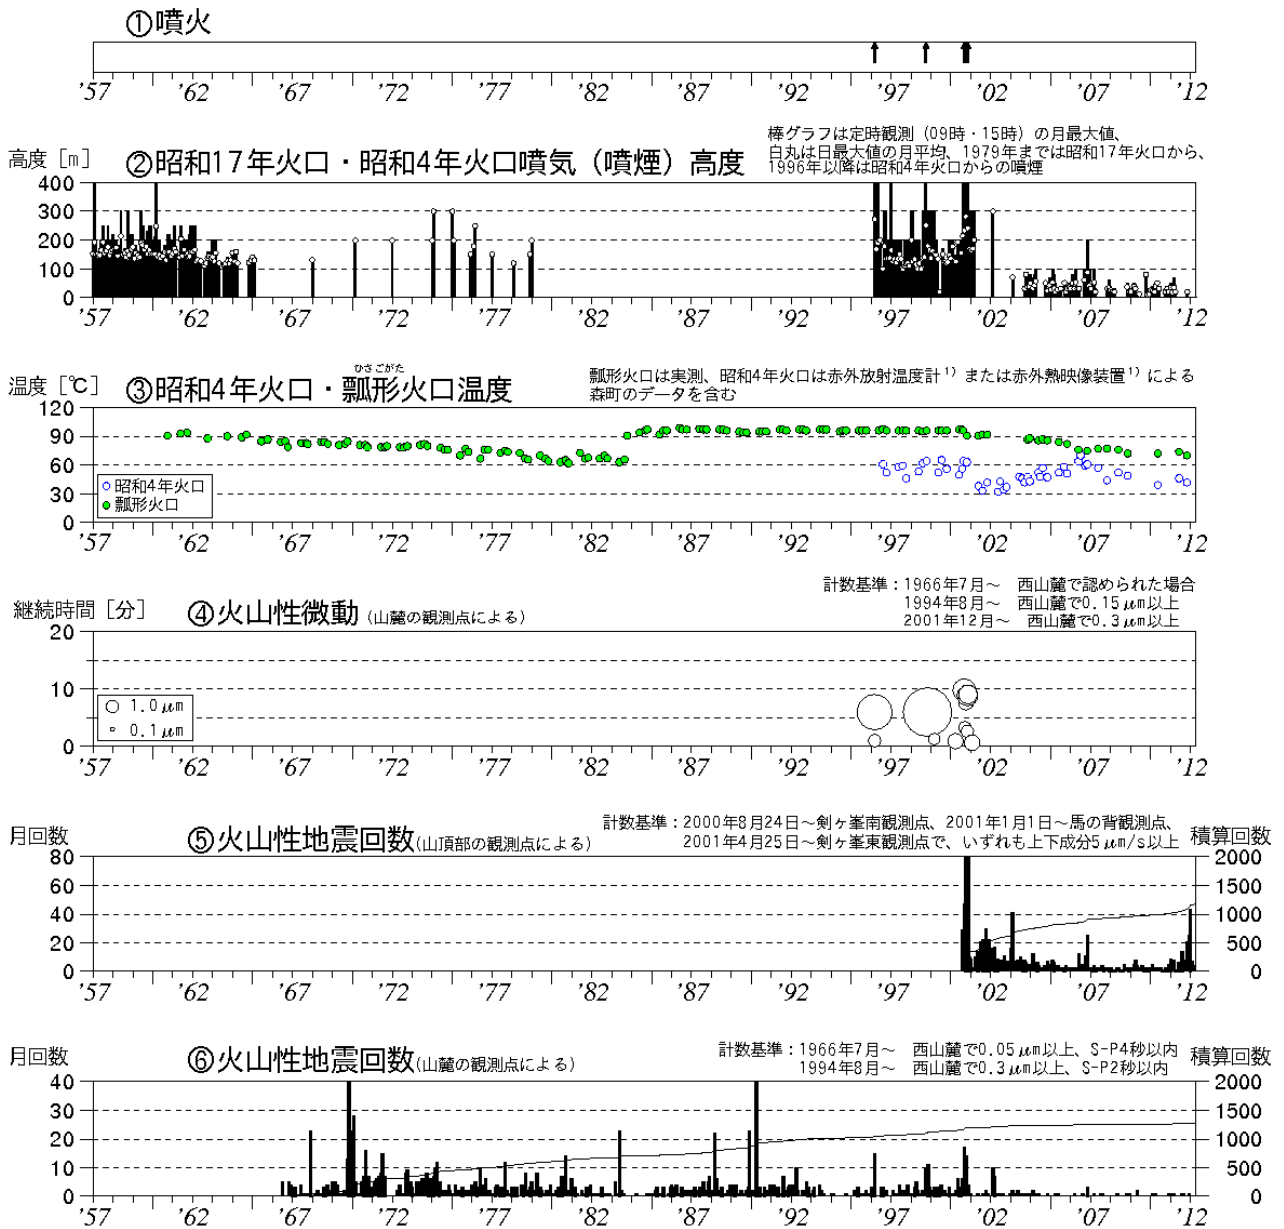 ①噴火
'57 '62 '67 '72 '77 '82 '87 '92 '97 '02 '07 '12
高度［m］ ②昭和17年火口・昭和4年火口噴気（噴煙）高度
棒グラフは定時観測（09時・15時）の月最大値、
白丸は日最大値の月平均、1979年までは昭和17年火口から、
1996年以降は昭和4年火口からの噴煙
400
300
200
100
0
'57 '62 '67 '72 '77 '82 '87 '92 '97 '02 '07 '12
ひさごがた
温度［℃］ ③昭和4年火口・瓢形火口温度
瓢形火口は実測、昭和4年火口は赤外放射温度計1）または赤外熱映像装置1）による
森町のデータを含む
120
90
60
30
0
昭和4年火口
瓢形火口
'57 '62 '67 '72 '77 '82 '87 '92 '97 '02 '07 '12
継続時間［分］ ④火山性微動（山麓の観測点による）
計数基準：1966年7月～ 西山麓で認められた場合
1994年8月～ 西山麓で0.15μm以上
2001年12月～ 西山麓で0.3μm以上
20
15
10
5
0
1.0μm
0.1μm
'57 '62 '67 '72 '77 '82 '87 '92 '97 '02 '07 '12
月回数 ⑤火山性地震回数（山頂部の観測点による）
計数基準：2000年8月24日～剣ヶ峯南観測点、2001年1月1日～馬の背観測点、
2001年4月25日～剣ヶ峯東観測点で、いずれも上下成分5μm/s以上
積算回数
80 2000
60 1500
40 1000
20 500
0 0
'57 '62 '67 '72 '77 '82 '87 '92 '97 '02 '07 '12
月回数 ⑥火山性地震回数（山麓の観測点による）
計数基準：1966年7月～ 西山麓で0.05μm以上、S-P4秒以内
1994年8月～ 西山麓で0.3μm以上、S-P2秒以内
積算回数
40 2000
30 1500
20 1000
10 500
0 0
'57 '62 '67 '72 '77 '82 '87 '92 '97 '02 '07 '12